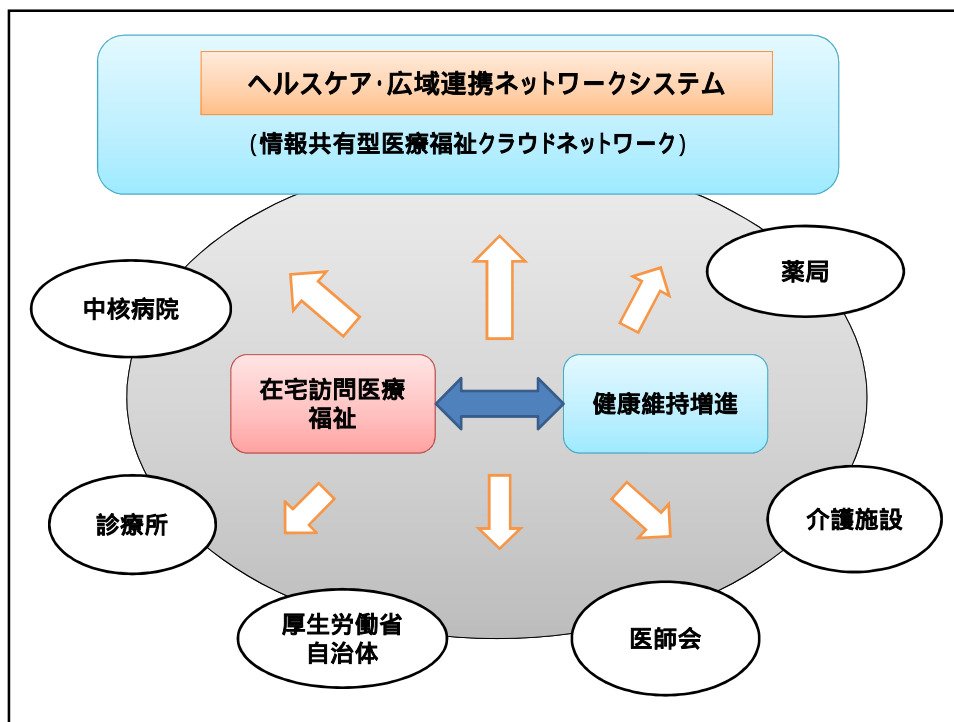 ヘルスケア・広域連携ネットワークシステム
(情報共有型医療福祉クラウドネットワーク)
薬局
中核病院
在宅訪問医療
福祉
健康維持増進
診療所
介護施設
厚生労働省
自治体
医師会